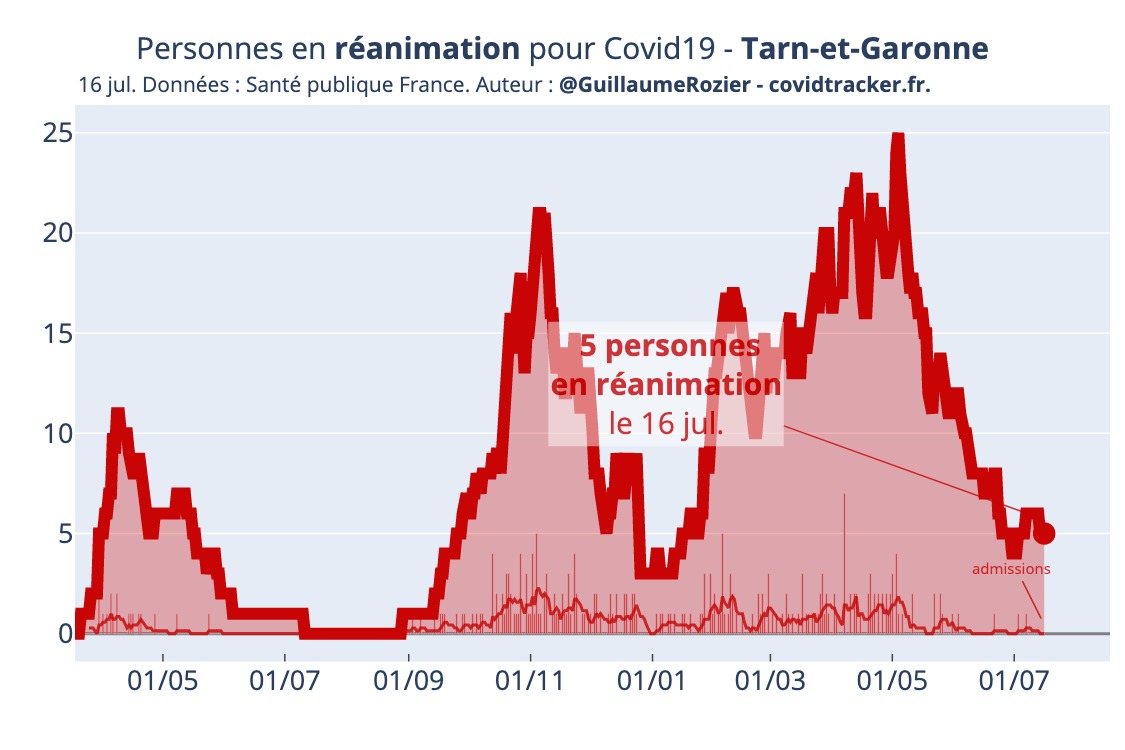 Personnes en réanimation pour Covid19 - Tarn-et-Garonne
16 jul. Données : Santé publique France. Auteur : @GuillaumeRozier - covidtracker.fr.
25
20
15
10
5
0
5 personnes
en réanimation
le 16 jul.
admissions
01/05 01/07 01/09 01/11 01/01 01/03 01/05 01/07